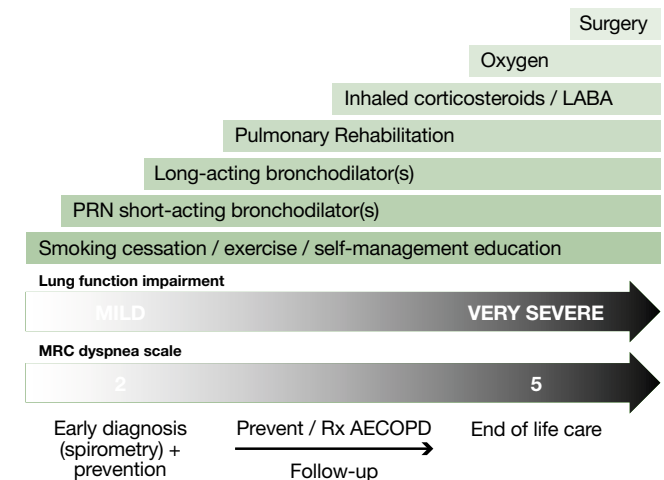 Surgery
Oxygen
Inhaled corticosteroids / LABA
Pulmonary Rehabilitation
Long-acting bronchodilator(s)
PRN short-acting bronchodilator(s)
Smoking cessation / exercise / self-management education
Lung function impairment
MILD VERY SEVERE
MRC dyspnea scale
2 5
Early diagnosis
(spirometry) +
prevention
Prevent / Rx AECOPD
Follow-up
End of life care